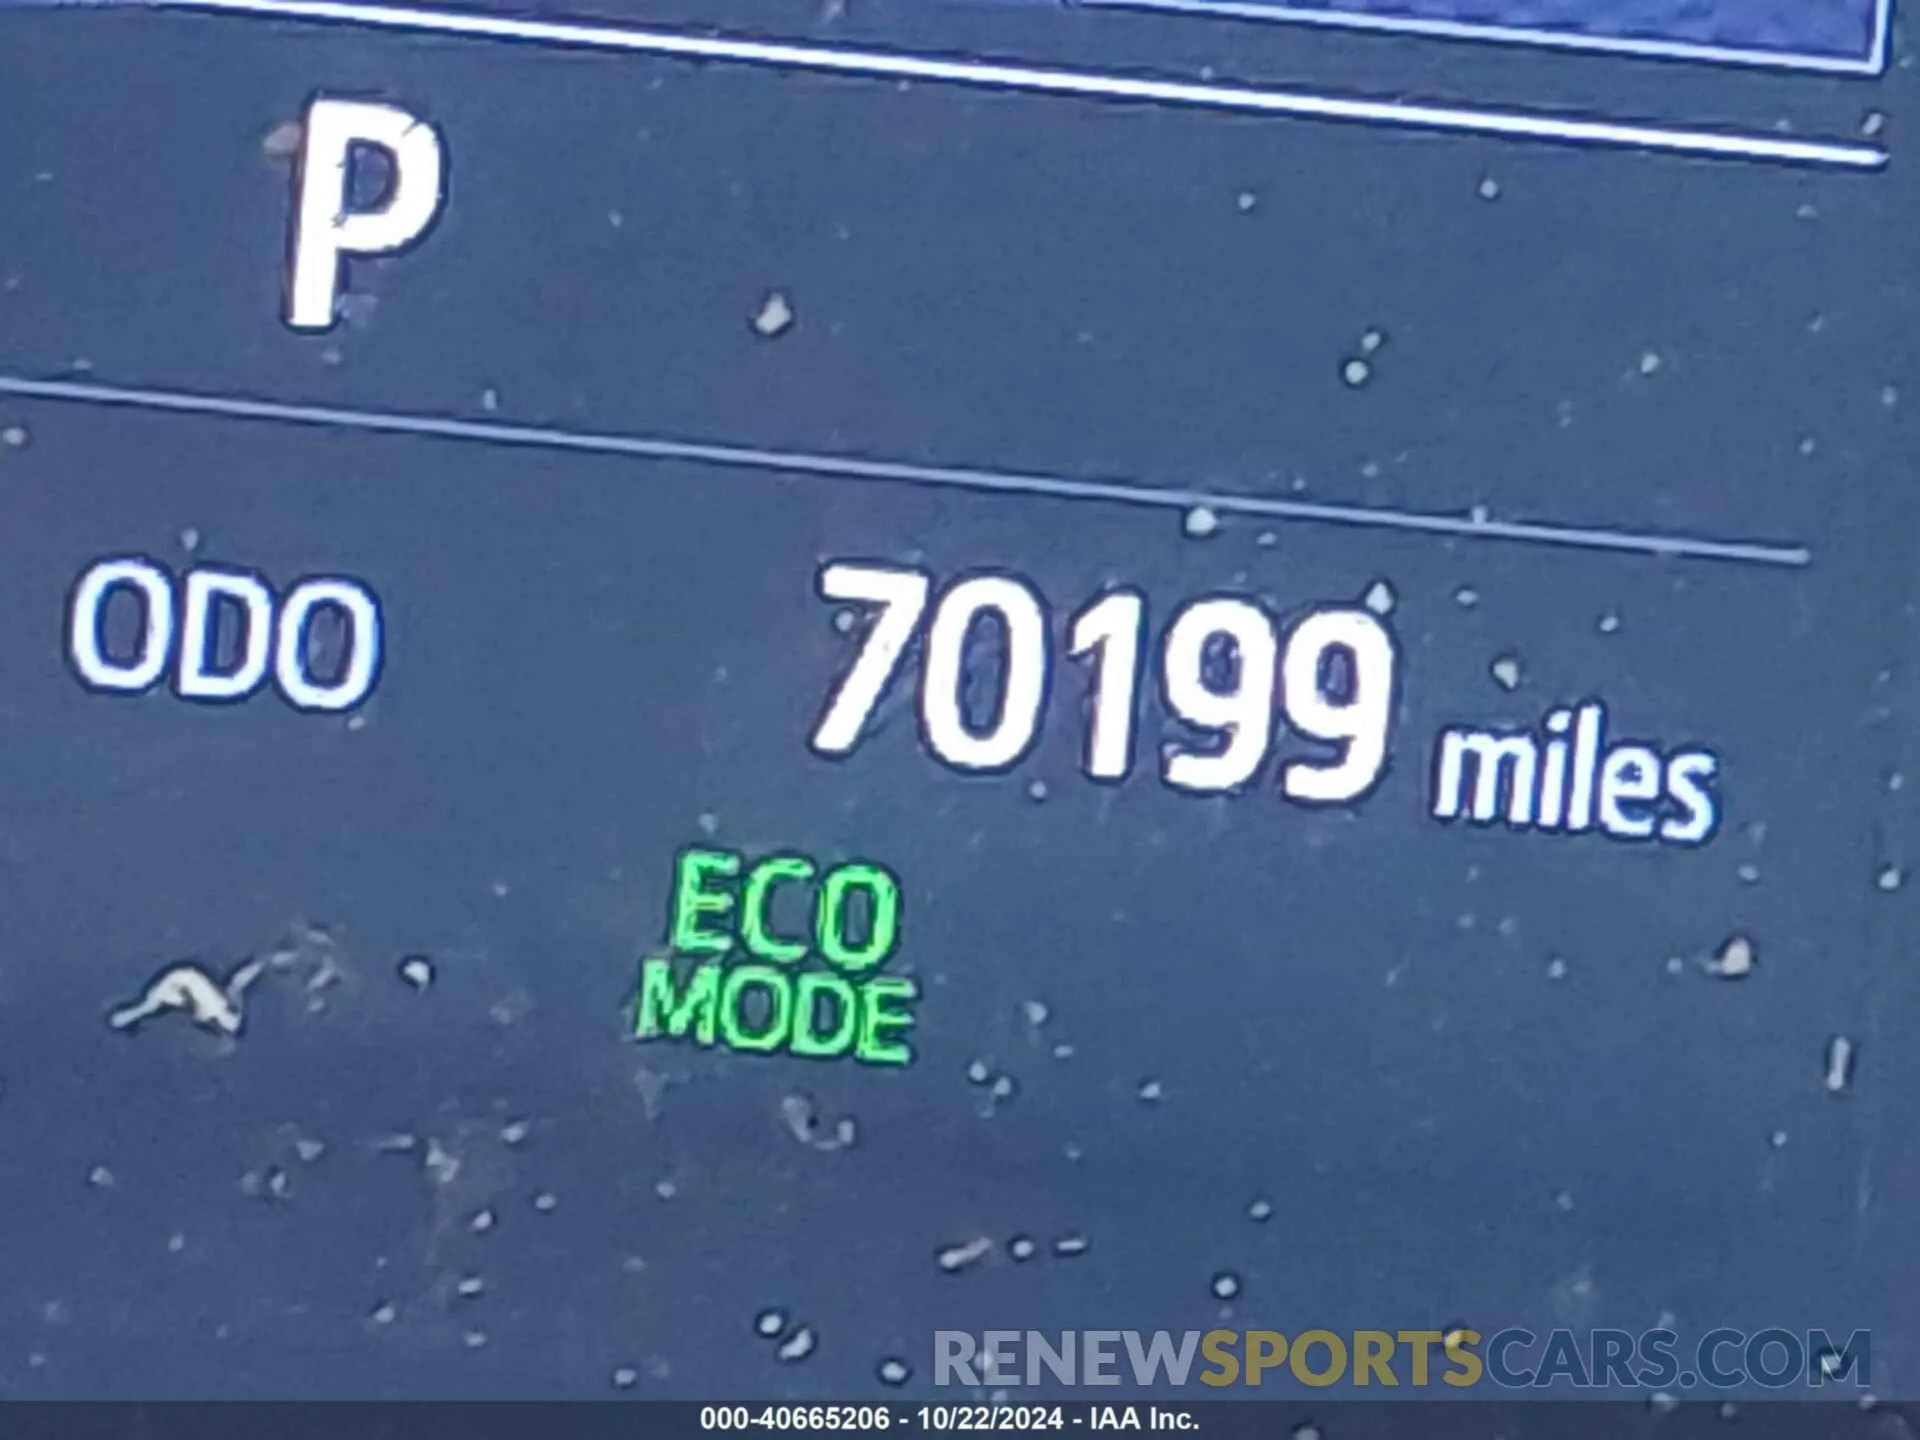 P
ODO 70199 miles
ECO
MODE
RENEWSPORTSCARS.COM
000-40665206 - 10/22/2024 - IAA Inc.